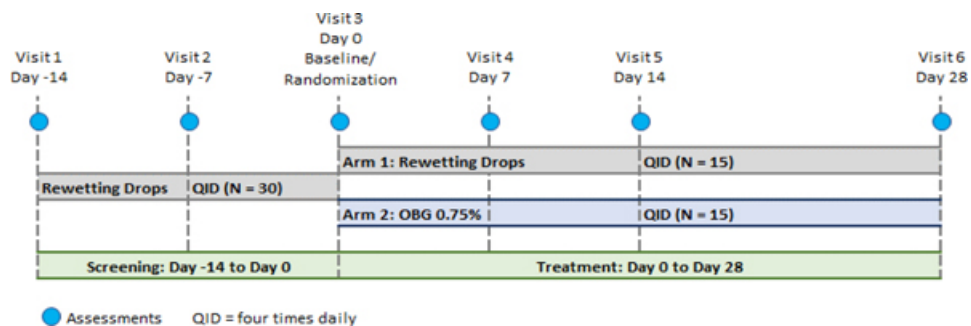 Visit 1
Day -14
Visit 2
Day -7
Visit 3
Day 0
Baseline/
Randomization
Visit 4
Day 7
Visit 5
Day 14
Visit 6
Day 28
Arm 1: Rewetting Drops QID (N = 15)
Rewetting Drops QID (N = 30)
Arm 2: OBG 0.75% QID (N = 15)
Screening: Day -14 to Day 0
Treatment: Day 0 to Day 28
Assessments QID = four times daily